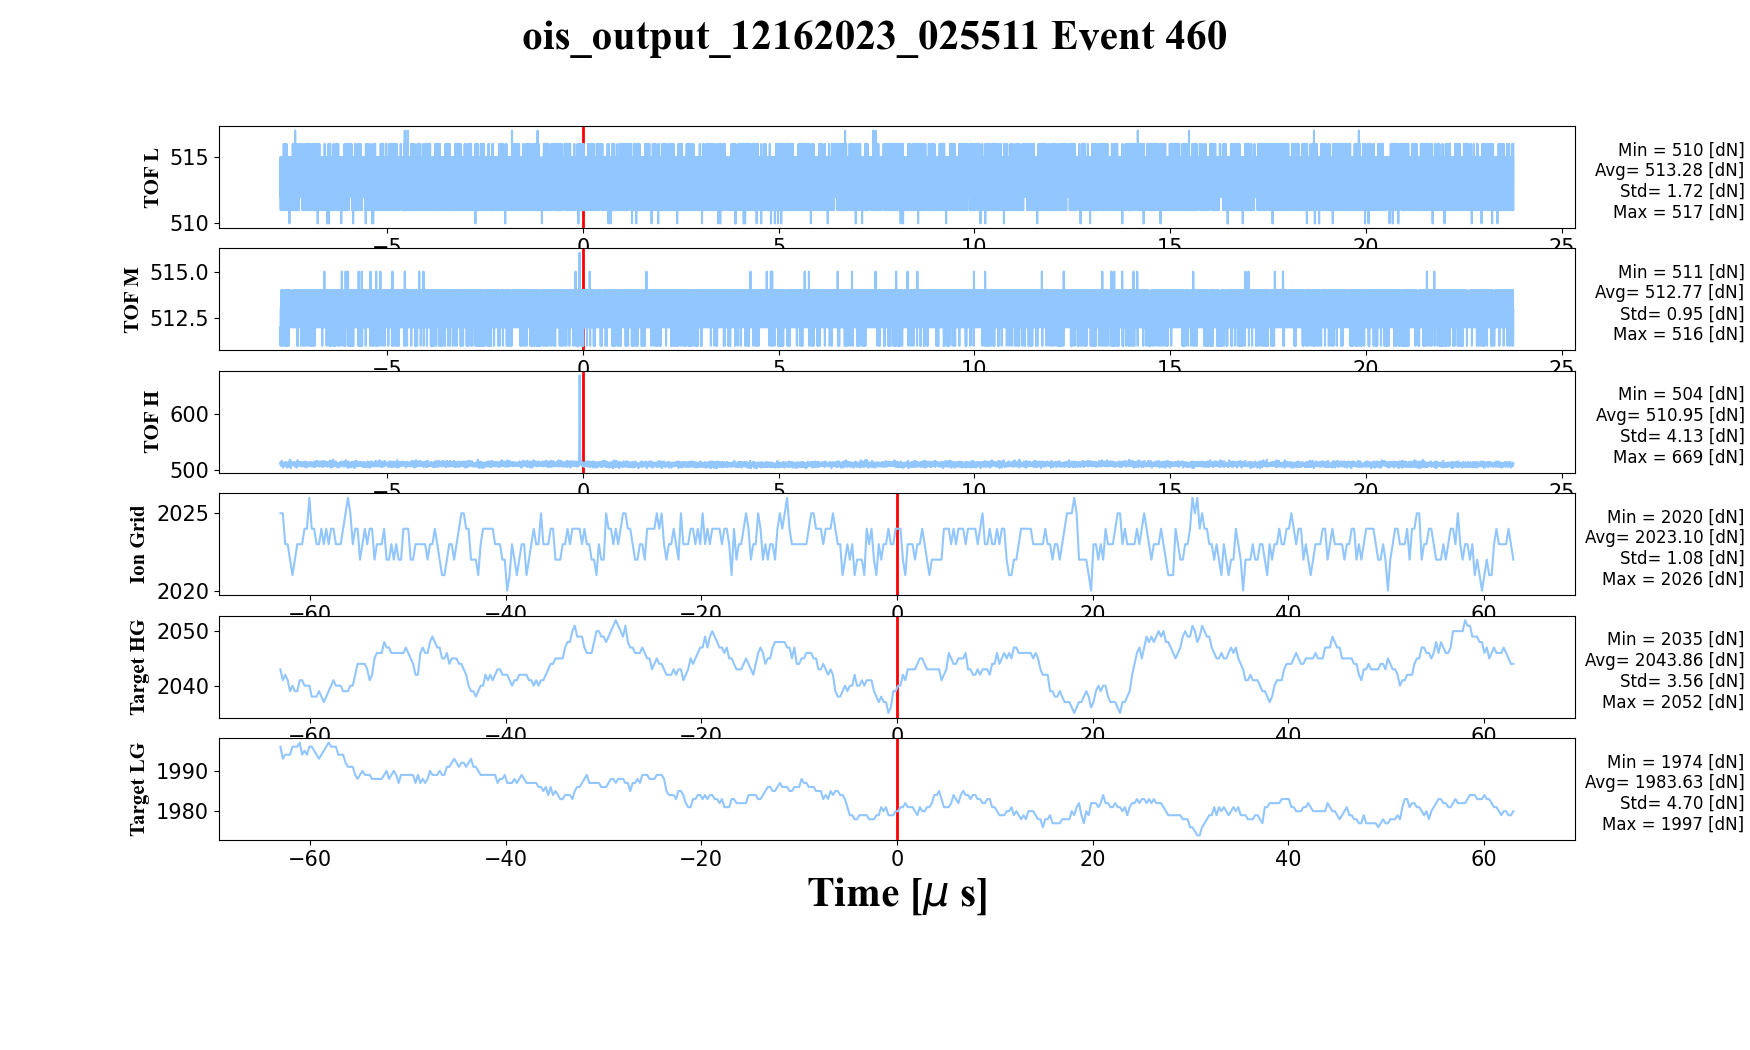 ois_output_12162023_025511 Event 460
TOF L
515
510
−5
0
5
10
15
20
25
Min = 510 [dN]
Avg= 513.28 [dN]
Std= 1.72 [dN]
Max = 517 [dN]
TOF M
515.0
512.5
−5
0
5
10
15
20
25
Min = 511 [dN]
Avg= 512.77 [dN]
Std= 0.95 [dN]
Max = 516 [dN]
TOF H
600
500
−5
0
5
10
15
20
25
Min = 504 [dN]
Avg= 510.95 [dN]
Std= 4.13 [dN]
Max = 669 [dN]
Ion Grid
2025
2020
−60
−40
−20
0
20
40
60
Min = 2020 [dN]
Avg= 2023.10 [dN]
Std= 1.08 [dN]
Max = 2026 [dN]
Target HG
2050
2040
−60
−40
−20
0
20
40
60
Min = 2035 [dN]
Avg= 2043.86 [dN]
Std= 3.56 [dN]
Max = 2052 [dN]
Target LG
1990
1980
−60
−40
−20
0
20
40
60
Min = 1974 [dN]
Avg= 1983.63 [dN]
Std= 4.70 [dN]
Max = 1997 [dN]
Time [μ s]